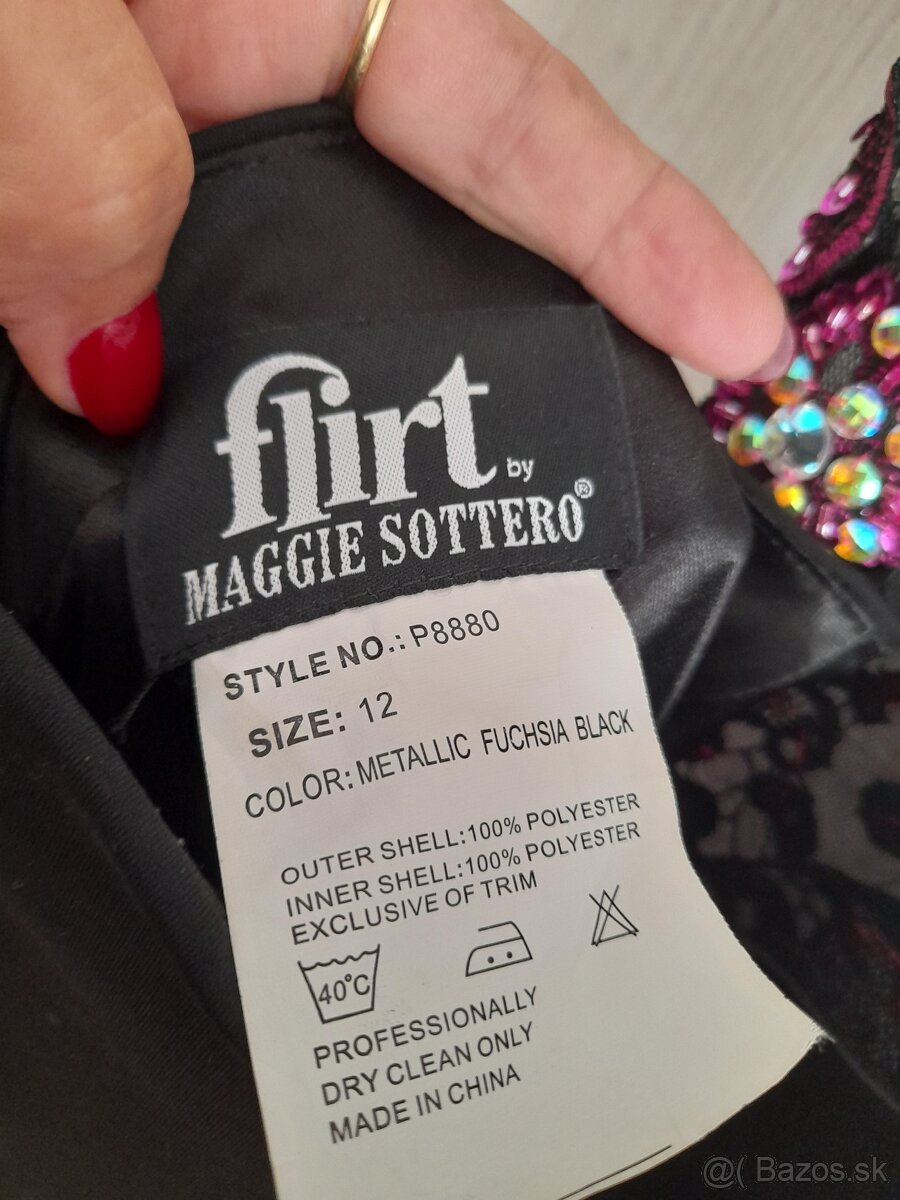 flirt by
MAGGIE SOTTERO®
STYLE NO.: P8880
SIZE: 12
COLOR: METALLIC FUCHSIA BLACK
OUTER SHELL:100% POLYESTER
INNER SHELL:100% POLYESTER
EXCLUSIVE OF TRIM
40°C
PROFESSIONALLY
DRY CLEAN ONLY
MADE IN CHINA
@( Bazos.sk